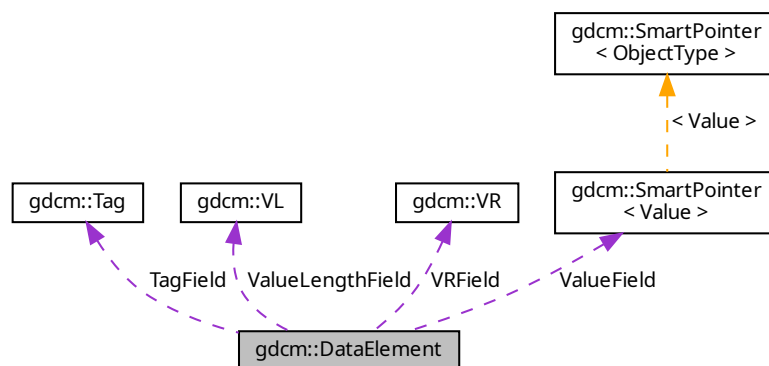 gdcm::SmartPointer
< ObjectType >
< Value >
gdcm::Tag
gdcm::VL
gdcm::VR
gdcm::SmartPointer
< Value >
TagField
ValueLengthField
VRField
ValueField
gdcm::DataElement